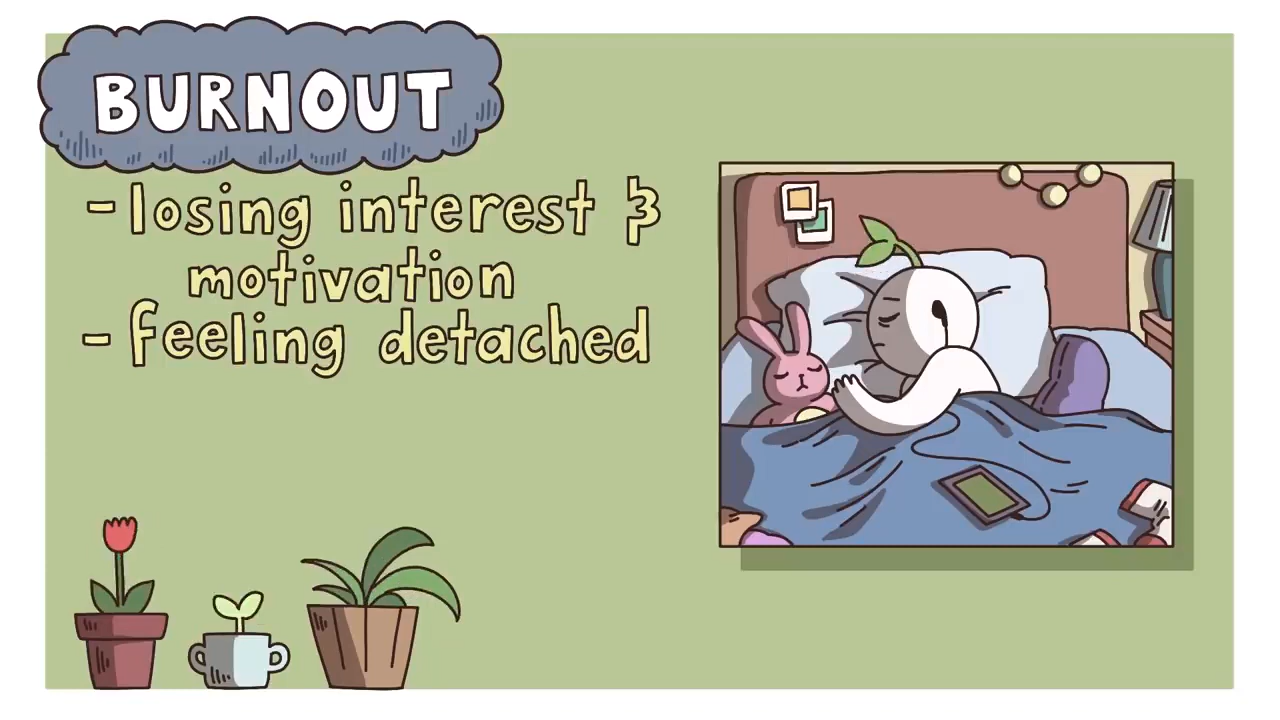 BURNOUT
- losing interest &
motivation
- feeling detached